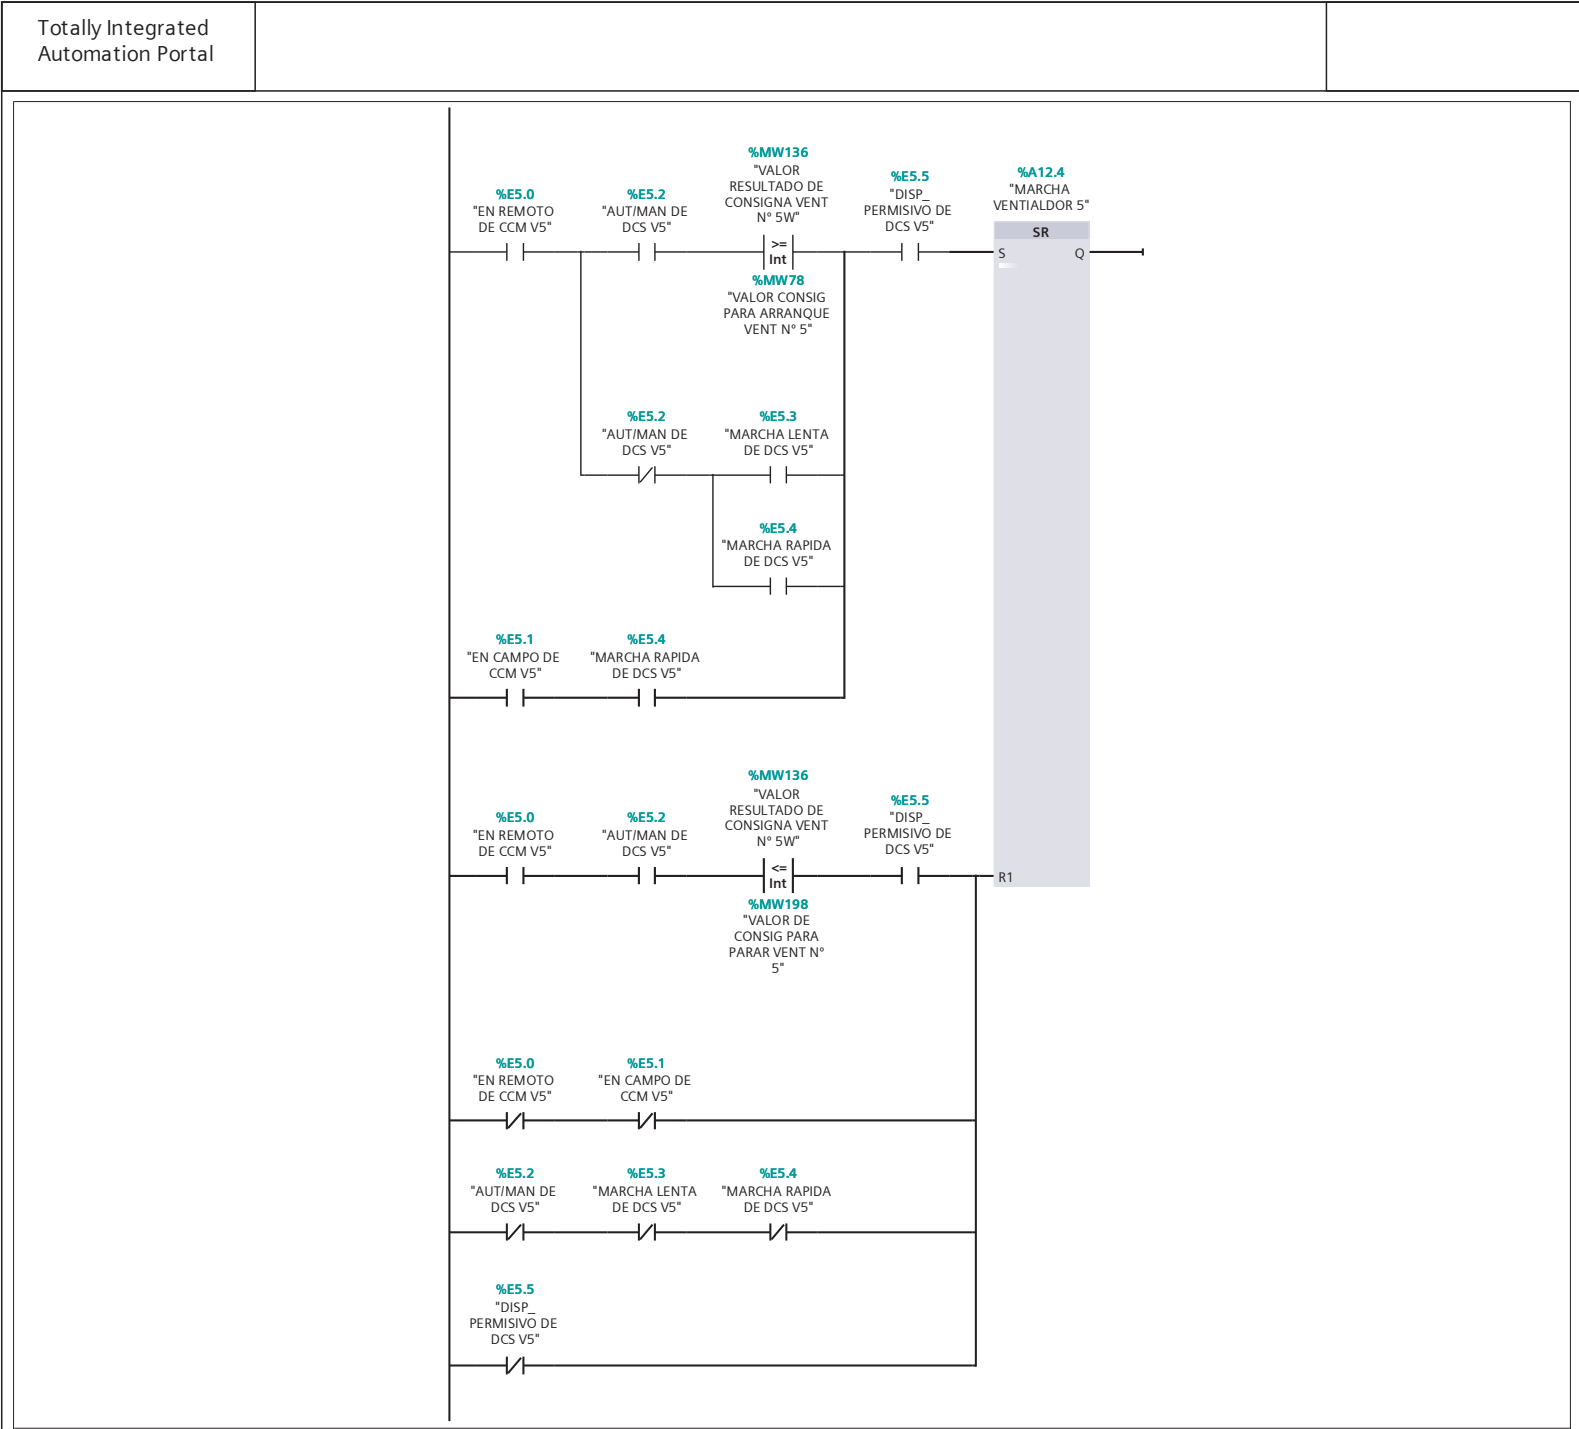 Totally Integrated
Automation Portal
%MW136
"VALOR
RESULTADO DE
CONSIGNA VENT
N° 5W"
%E5.0
"EN REMOTO
DE CCM V5"
%E5.2
"AUT/MAN DE
DCS V5"
>=
Int
%MW78
"VALOR CONSIG
PARA ARRANQUE
VENT N° 5"
%E5.5
"DISP_
PERMISIVO DE
DCS V5"
%A12.4
"MARCHA
VENTIALDOR 5"
SR
S
Q
%E5.2
"AUT/MAN DE
DCS V5"
%E5.3
"MARCHA LENTA
DE DCS V5"
%E5.4
"MARCHA RAPIDA
DE DCS V5"
%E5.1
"EN CAMPO DE
CCM V5"
%E5.4
"MARCHA RAPIDA
DE DCS V5"
%MW136
"VALOR
RESULTADO DE
CONSIGNA VENT
N° 5W"
%E5.0
"EN REMOTO
DE CCM V5"
%E5.2
"AUT/MAN DE
DCS V5"
<=
Int
%MW198
"VALOR DE
CONSIG PARA
PARAR VENT N°
5"
%E5.5
"DISP_
PERMISIVO DE
DCS V5"
R1
%E5.0
"EN REMOTO
DE CCM V5"
%E5.1
"EN CAMPO DE
CCM V5"
%E5.2
"AUT/MAN DE
DCS V5"
%E5.3
"MARCHA LENTA
DE DCS V5"
%E5.4
"MARCHA RAPIDA
DE DCS V5"
%E5.5
"DISP_
PERMISIVO DE
DCS V5"